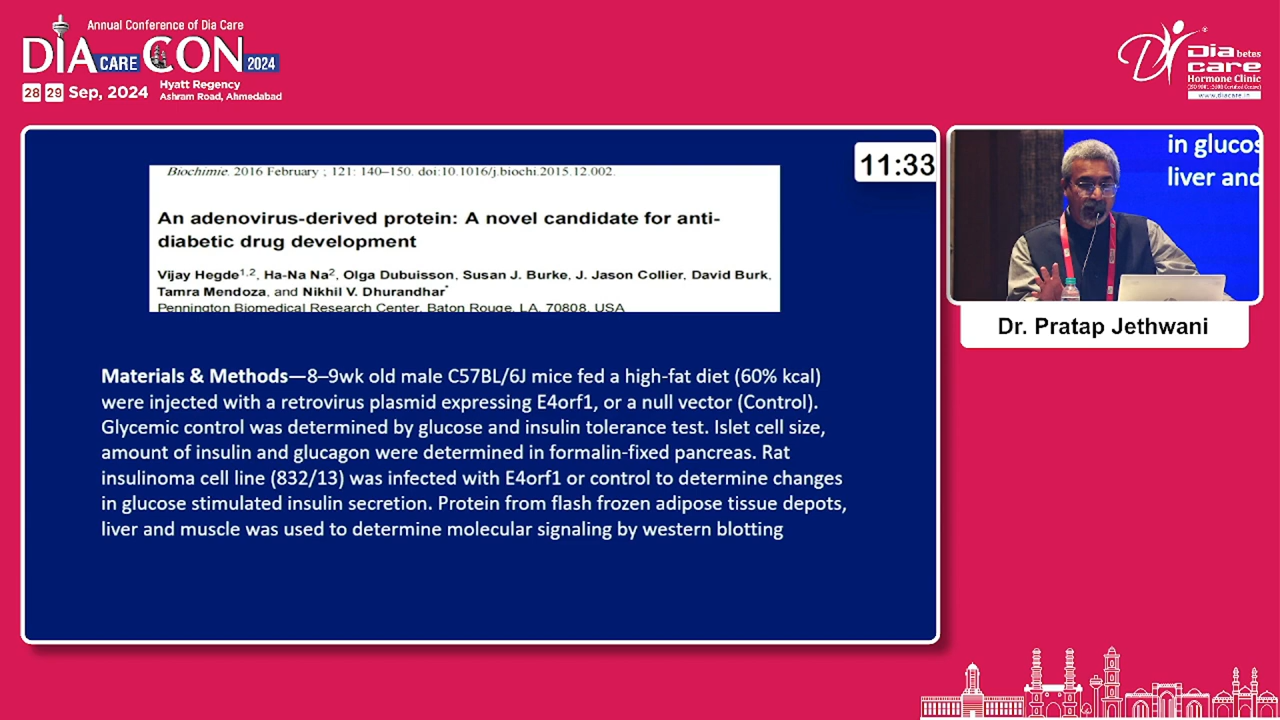 Annual Conference of Dia Care
DIA CARE CON 2024
28 29 Sep, 2024
Hyatt Regency
Ashram Road, Ahmedabad
Diabetes
care
Hormone Clinic
www.diacare.in
11:33
Biochimie. 2016 February ; 121: 140–150. doi:10.1016/j.biochi.2015.12.002.
An adenovirus-derived protein: A novel candidate for anti-
diabetic drug development
Vijay Hegde1,2, Ha-Na Na2, Olga Dubuisson, Susan J. Burke, J. Jason Collier, David Burk,
Tamra Mendoza, and Nikhil V. Dhurandhar*
Pennington Biomedical Research Center, Baton Rouge, LA, 70808, USA
Materials & Methods—8–9wk old male C57BL/6J mice fed a high-fat diet (60% kcal)
were injected with a retrovirus plasmid expressing E4orf1, or a null vector (Control).
Glycemic control was determined by glucose and insulin tolerance test. Islet cell size,
amount of insulin and glucagon were determined in formalin-fixed pancreas. Rat
insulinoma cell line (832/13) was infected with E4orf1 or control to determine changes
in glucose stimulated insulin secretion. Protein from flash frozen adipose tissue depots,
liver and muscle was used to determine molecular signaling by western blotting
in glucos
liver and
Dr. Pratap Jethwani